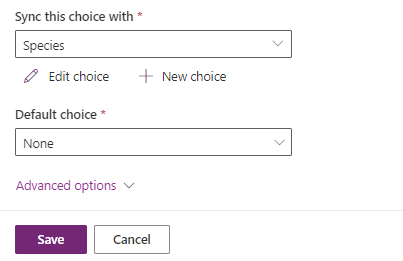 Sync this choice with *
Species
Edit choice
New choice
Default choice *
None
Advanced options
Save
Cancel